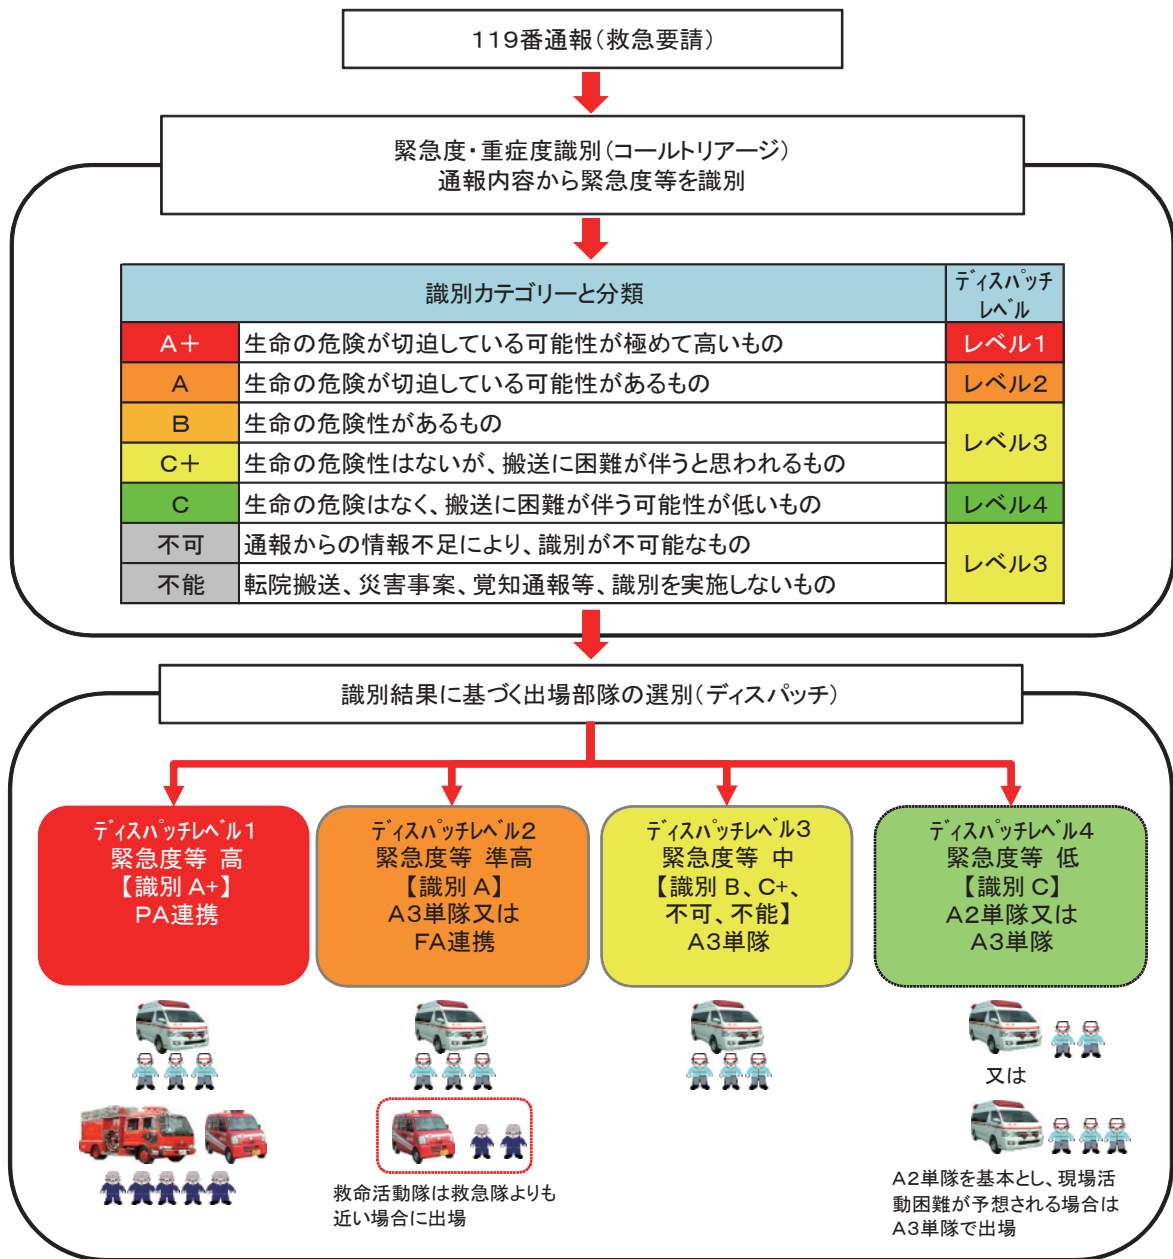 119番通報(救急要請)
緊急度・重症度識別(コールトリアージ)
通報内容から緊急度等を識別
識別カテゴリーと分類
ディスパッチ
レベル
A+ 生命の危険が切迫している可能性が極めて高いもの レベル1
A 生命の危険が切迫している可能性があるもの レベル2
B 生命の危険性があるもの
レベル3
C+ 生命の危険性はないが、搬送に困難が伴うと思われるもの
C 生命の危険はなく、搬送に困難が伴う可能性が低いもの レベル4
不可 通報からの情報不足により、識別が不可能なもの
レベル3
不能 転院搬送、災害事案、覚知通報等、識別を実施しないもの
識別結果に基づく出場部隊の選別(ディスパッチ)
ディスパッチレベル1
緊急度等 高
【識別 A+】
PA連携
ディスパッチレベル2
緊急度等 準高
【識別 A】
A3単隊又は
FA連携
救命活動隊は救急隊よりも
近い場合に出場
ディスパッチレベル3
緊急度等 中
【識別 B、C+、
不可、不能】
A3単隊
ディスパッチレベル4
緊急度等 低
【識別 C】
A2単隊又は
A3単隊
又は
A2単隊を基本とし、現場活
動困難が予想される場合は
A3単隊で出場